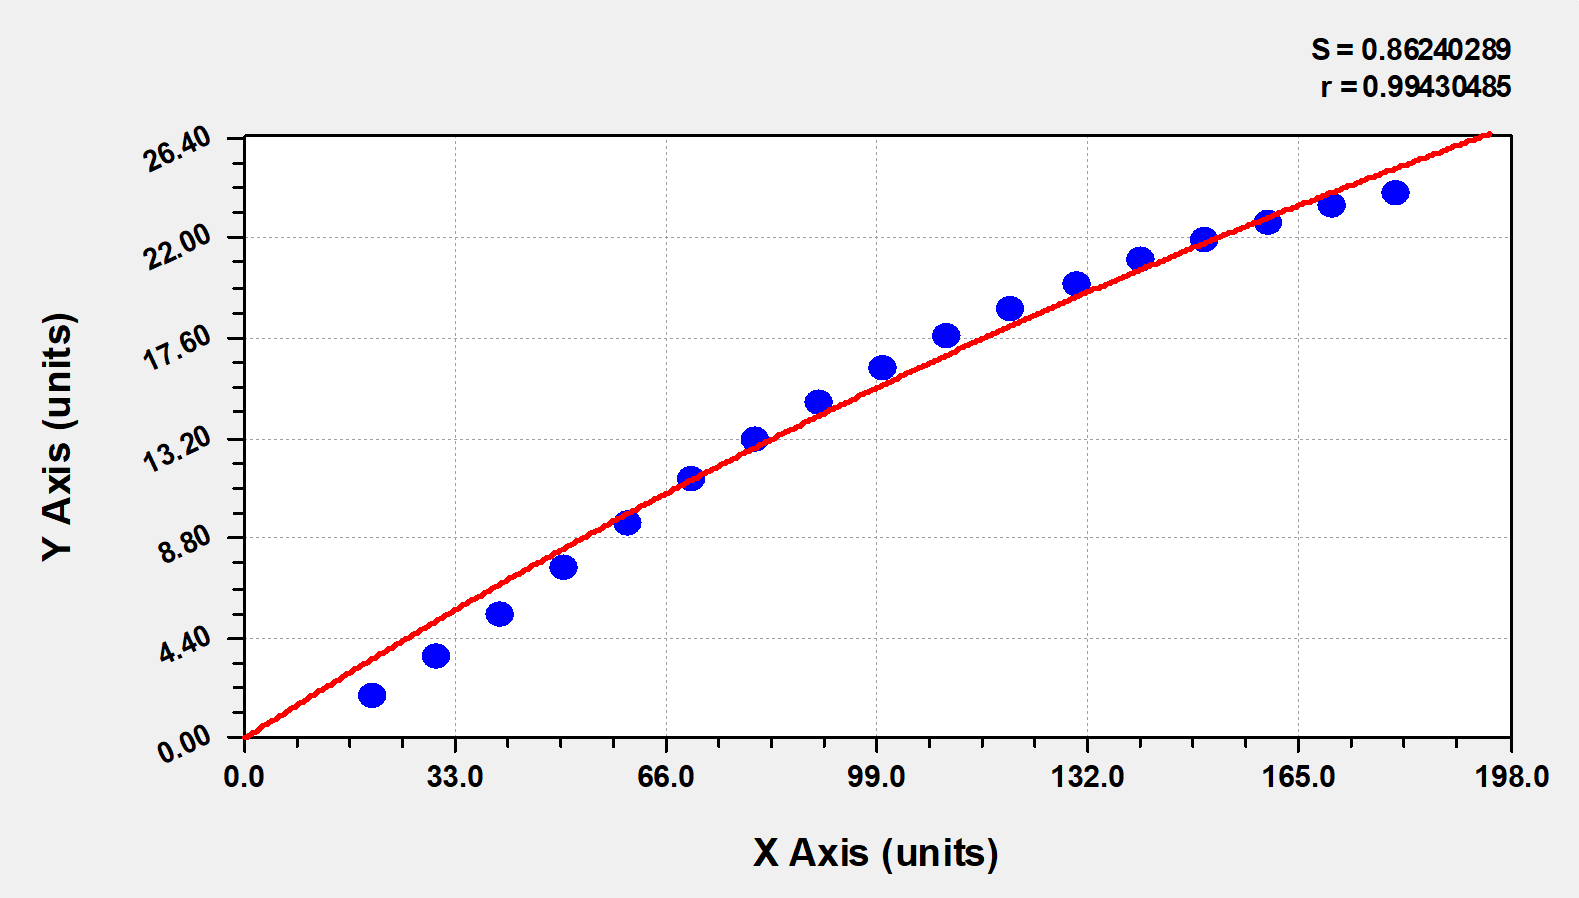 S = 0.86240289
r = 0.99430485
26.40
22.00
17.60
13.20
8.80
4.40
0.00
Y Axis (units)
0.0 33.0 66.0 99.0 132.0 165.0 198.0
X Axis (units)